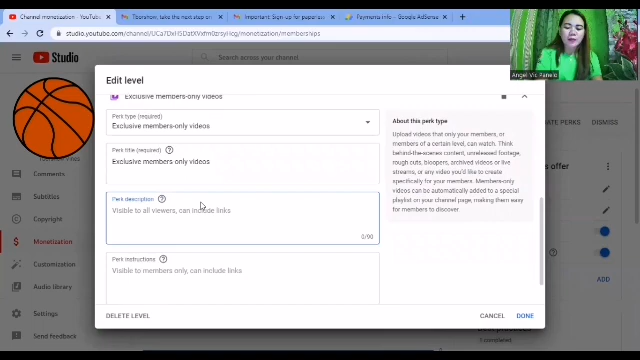 Channel monetization - YouTube
Important! Sign-up for paperless
Payments info – Google AdSense
Angel Vic Panelo
studio.youtube.com/channel/
/monetization/memberships
Studio
Search across your channel
Edit level
Exclusive members-only videos
Perk type (required)
Exclusive members-only videos
Perk title (required)
Exclusive members only videos
Perk description
Visible to all viewers, can include links
0/90
Perk instructions
Visible to members only, can include links
About this perk type
Upload videos that only your members,
or members of a certain level, can watch. Think
behind-the-scenes content, unreleased footage,
rough cuts, bloopers, archived videos or live
streams, or any video you'd like to create
specifically for your members. Members-
only videos can be automatically added to a special
playlist on your channel page, making them easy
for members to discover.
DELETE LEVEL
CANCEL
DONE
Comments
Subtitles
Copyright
Monetization
Customization
Audio library
Settings
Send feedback
DISMISS
offer
ADD